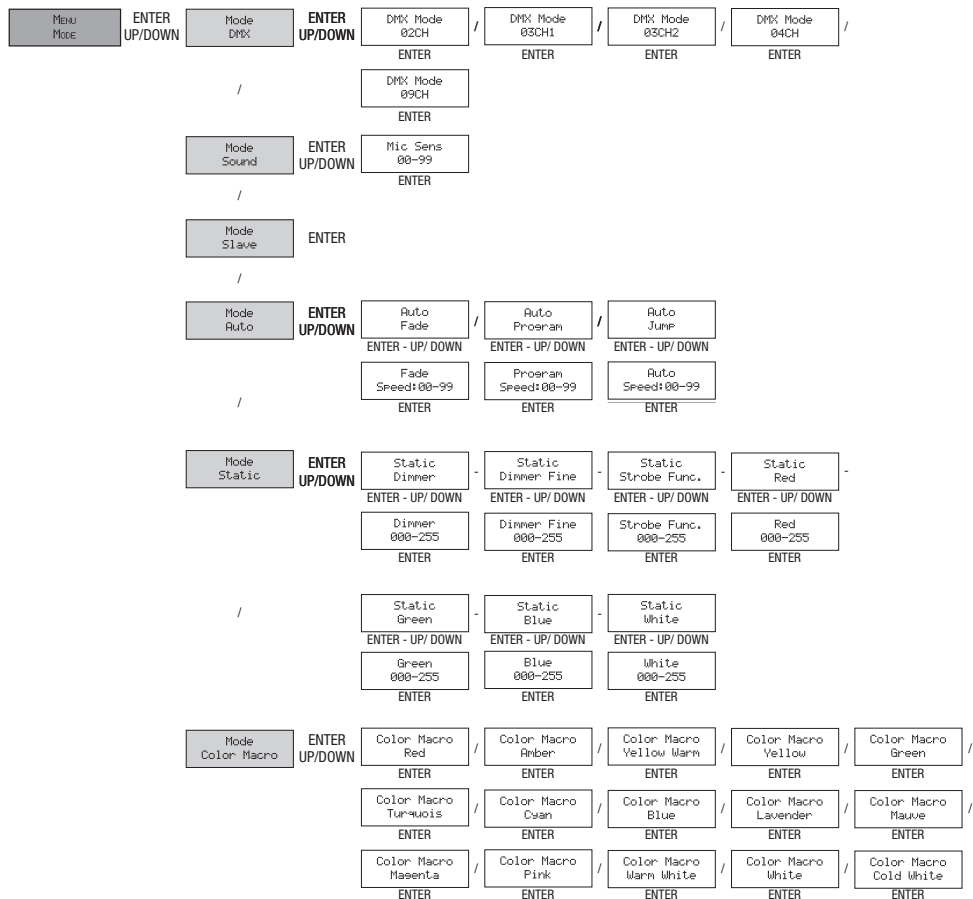 MENU ENTER Mode ENTER DMX Mode / DMX Mode / DMX Mode / DMX Mode /
MODE UP/DOWN DMX UP/DOWN 02CH 03CH1 03CH2 04CH
ENTER ENTER ENTER ENTER
/ DMX Mode
09CH
ENTER
Mode ENTER Mic Sens
Sound UP/DOWN 00-99
ENTER
/
Mode ENTER
Slave
/
Mode ENTER Auto / Auto / Auto
Auto UP/DOWN Fade Program Jump
ENTER - UP/ DOWN ENTER - UP/ DOWN ENTER - UP/ DOWN
Fade Program Auto
Speed:00-99 Speed:00-99 Speed:00-99
/ ENTER ENTER ENTER
Mode ENTER Static - Static - Static - Static -
Static UP/DOWN Dimmer Dimmer Fine Strobe Func. Red
ENTER - UP/ DOWN ENTER - UP/ DOWN ENTER - UP/ DOWN ENTER - UP/ DOWN
Dimmer Dimmer Fine Strobe Func. Red
000-255 000-255 000-255 000-255
ENTER ENTER ENTER ENTER
/ Static - Static - Static
Green Blue White
ENTER - UP/ DOWN ENTER - UP/ DOWN ENTER - UP/ DOWN
Green Blue White
000-255 000-255 000-255
ENTER ENTER ENTER
Mode ENTER Color Macro / Color Macro / Color Macro / Color Macro / Color Macro /
Color Macro UP/DOWN Red Amber Yellow Warm Yellow Green
ENTER ENTER ENTER ENTER ENTER
Color Macro / Color Macro / Color Macro / Color Macro / Color Macro /
Turquois Cyan Blue Lavender Mauve
ENTER ENTER ENTER ENTER ENTER
Color Macro / Color Macro / Color Macro / Color Macro / Color Macro
Magenta Pink Warm White White Cold White
ENTER ENTER ENTER ENTER ENTER